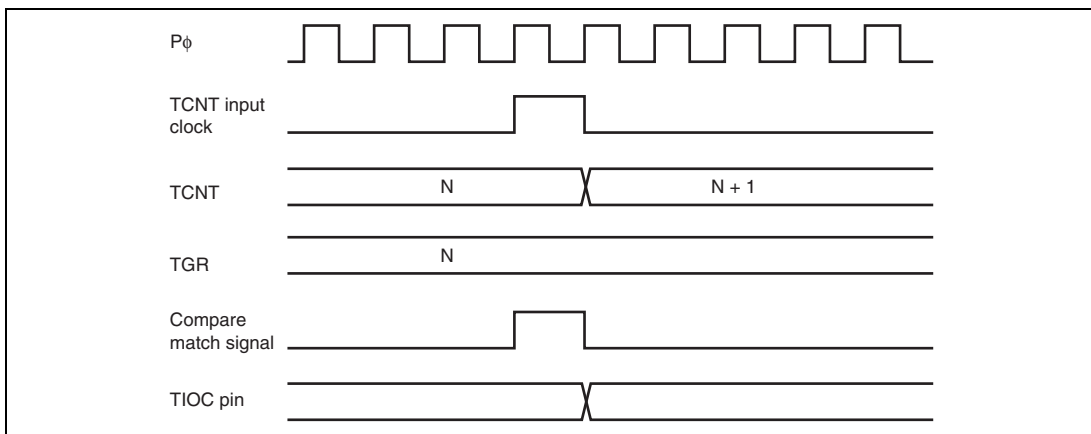 Pφ
TCNT input
clock
TCNT
N
N + 1
TGR
N
Compare
match signal
TIOC pin